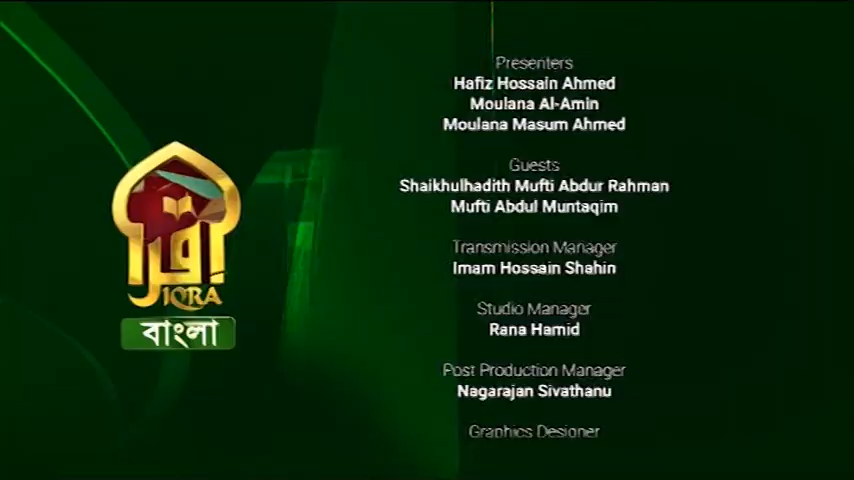 اقرأ
IQRA
বাংলা
Presenters
Hafiz Hossain Ahmed
Moulana Al-Amin
Moulana Masum Ahmed
Guests
Shaikhulhadith Mufti Abdur Rahman
Mufti Abdul Muntaqim
Transmission Manager
Imam Hossain Shahin
Studio Manager
Rana Hamid
Post Production Manager
Nagarajan Sivathanu
Graphics Designer